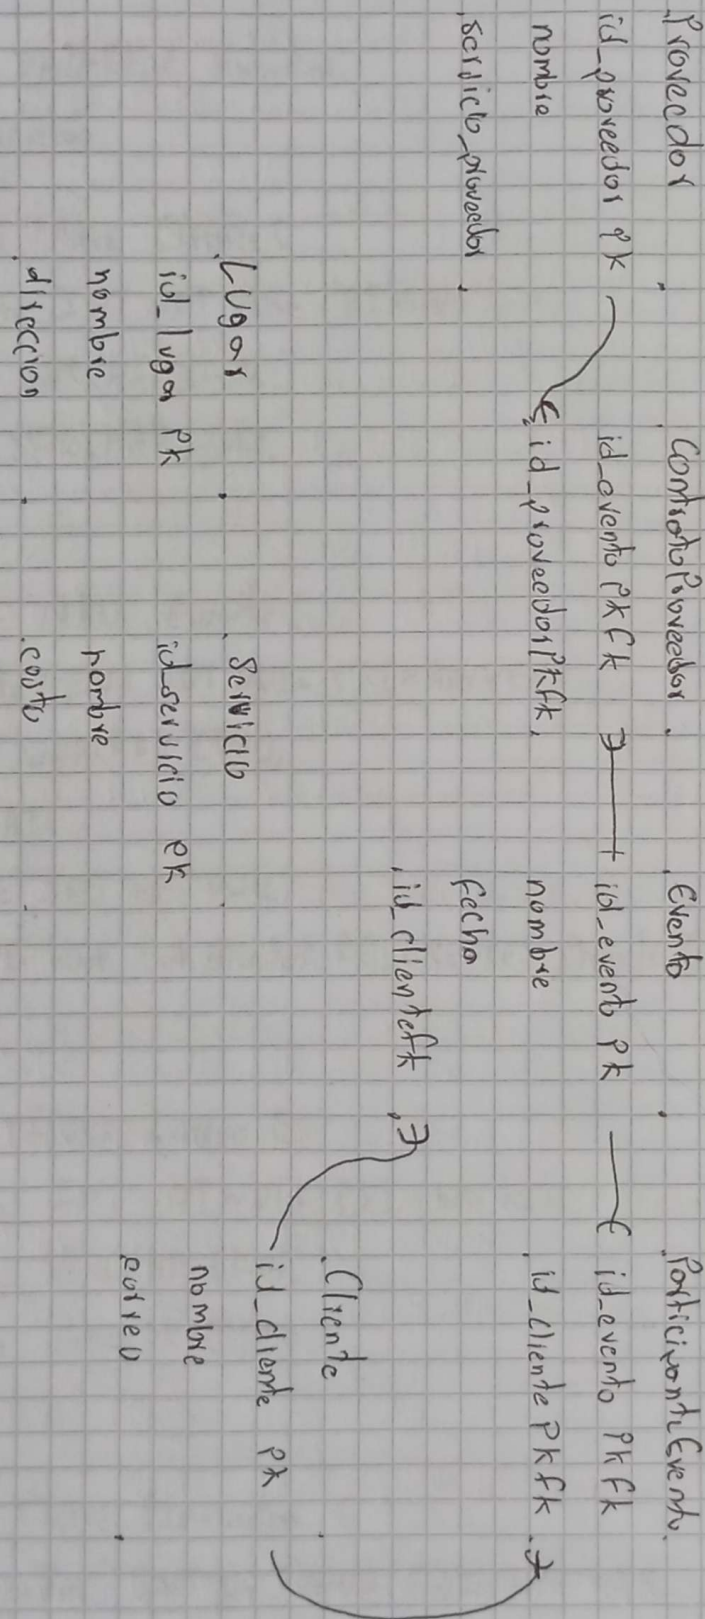 Proveedor
id_proveedor PK
nombre
servicio_proveedor
ContratoProveedor
id_evento PK fk
id_proveedor Pk fk
Evento
id_evento PK
nombre
fecha
id_cliente fk
ParticipanteEvento
id_evento PK fk
id_cliente PK fk
Lugar
id_lugar PK
nombre
direccion
Servicio
id_servicio PK
nombre
costo
Cliente
id_cliente PK
nombre
correo